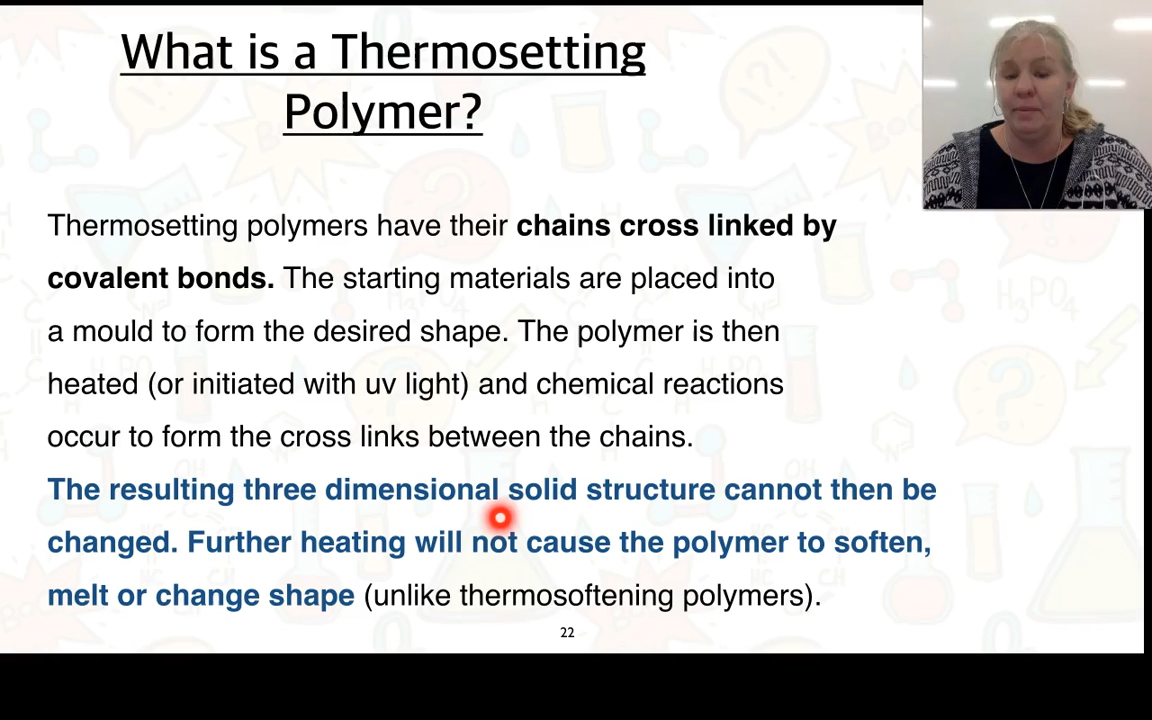 What is a Thermosetting
Polymer?
Thermosetting polymers have their chains cross linked by
covalent bonds. The starting materials are placed into
a mould to form the desired shape. The polymer is then
heated (or initiated with uv light) and chemical reactions
occur to form the cross links between the chains.
The resulting three dimensional solid structure cannot then be
changed. Further heating will not cause the polymer to soften,
melt or change shape (unlike thermosoftening polymers).
22
H₃PO₄